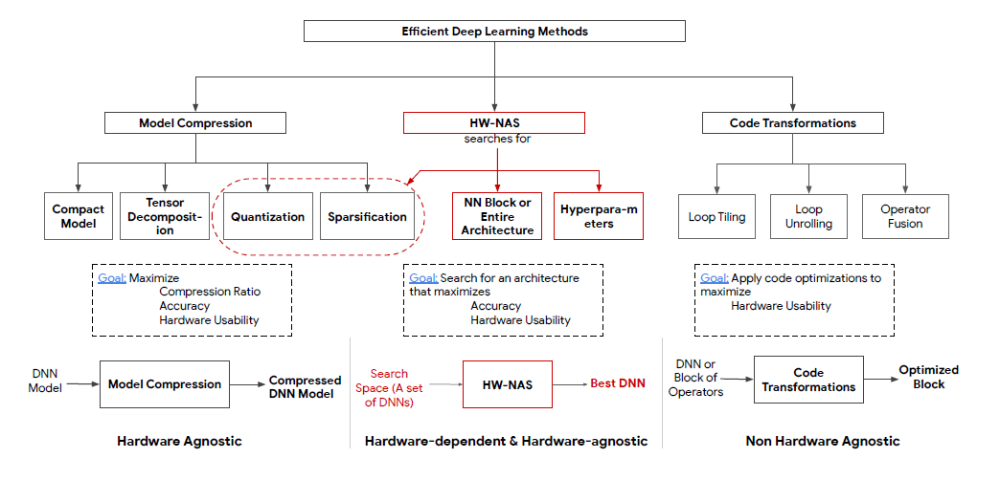 Efficient Deep Learning Methods
Model Compression
HW-NAS
Code Transformations
searches for
Compact
Model
Tensor
Decomposit-
ion
Quantization
Sparsification
NN Block or
Entire
Architecture
Hyperpara-m
eters
Loop Tiling
Loop
Unrolling
Operator
Fusion
Goal: Maximize
Compression Ratio
Accuracy
Hardware Usability
Goal: Search for an architecture
that maximizes
Accuracy
Hardware Usability
Goal: Apply code optimizations to
maximize
Hardware Usability
DNN
Model
Model Compression
Compressed
DNN Model
Search
Space (A set
of DNNs)
HW-NAS
Best DNN
DNN or
Block of
Operators
Code
Transformations
Optimized
Block
Hardware Agnostic
Hardware-dependent & Hardware-agnostic
Non Hardware Agnostic